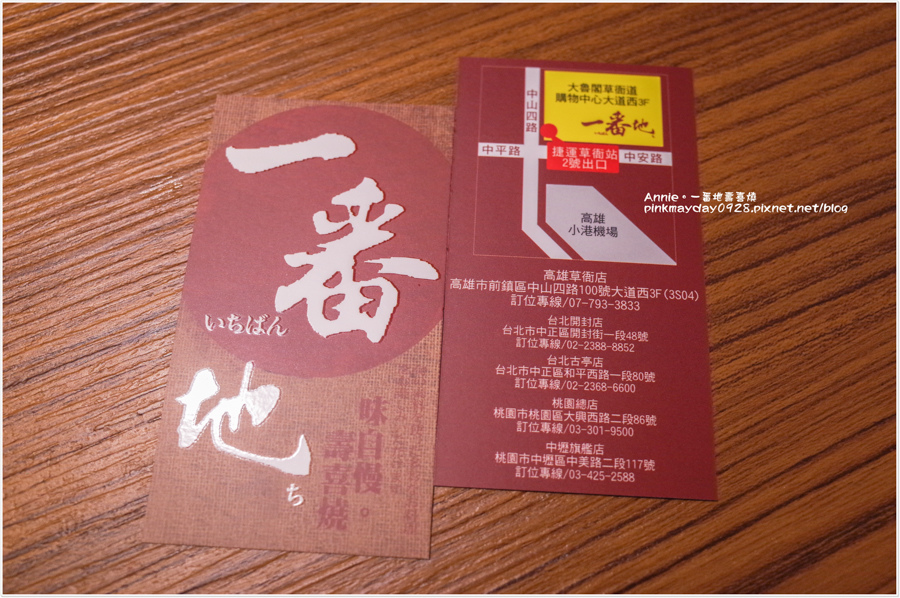 一番地
いちばん
ち
味自慢。
壽喜燒
大魯閣草衙道
購物中心大道西3F
一番地
中山四路
中平路
捷運草衙站
2號出口
中安路
高雄
小港機場
Annie。一番地壽喜燒
pinkmayday0928.pixnet.net/blog
高雄草衙店
高雄市前鎮區中山四路100號大道西3F(3S04)
訂位專線/07-793-3833
台北開封店
台北市中正區開封街一段48號
訂位專線/02-2388-8852
台北古亭店
台北市中正區和平西路一段80號
訂位專線/02-2368-6600
桃園總店
桃園市桃園區大興西路二段86號
訂位專線/03-301-9500
中壢旗艦店
桃園市中壢區中美路二段117號
訂位專線/03-425-2588